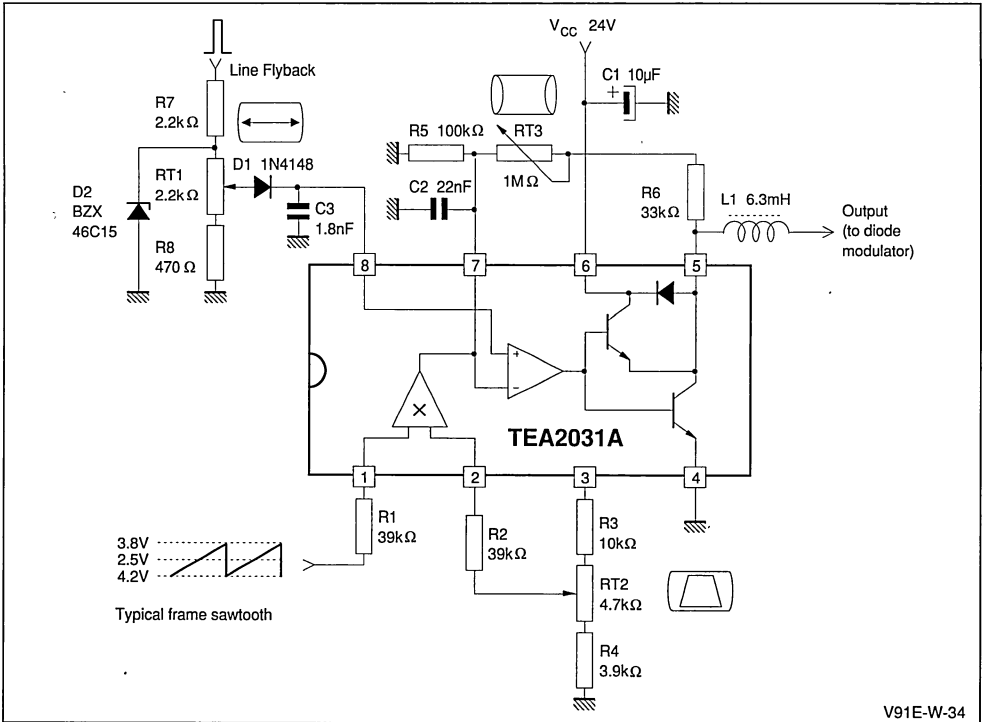 V_CC 24V
Line Flyback
C1 10µF
+
R7
2.2kΩ
R5 100kΩ
RT3
1MΩ
D1 1N4148
RT1
2.2kΩ
C2 22nF
R6
33kΩ
L1 6.3mH
Output
(to diode
modulator)
D2
BZX
46C15
C3
1.8nF
R8
470Ω
8
7
6
5
+
−
×
TEA2031A
1
2
3
4
R1
39kΩ
R2
39kΩ
R3
10kΩ
3.8V
2.5V
4.2V
RT2
4.7kΩ
Typical frame sawtooth
R4
3.9kΩ
V91E-W-34